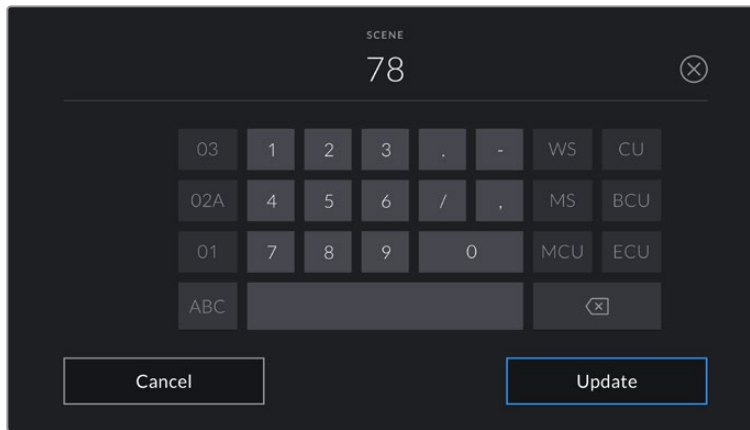 SCENE
78
03 1 2 3 . - WS CU
02A 4 5 6 / , MS BCU
01 7 8 9 0 MCU ECU
ABC
Cancel Update